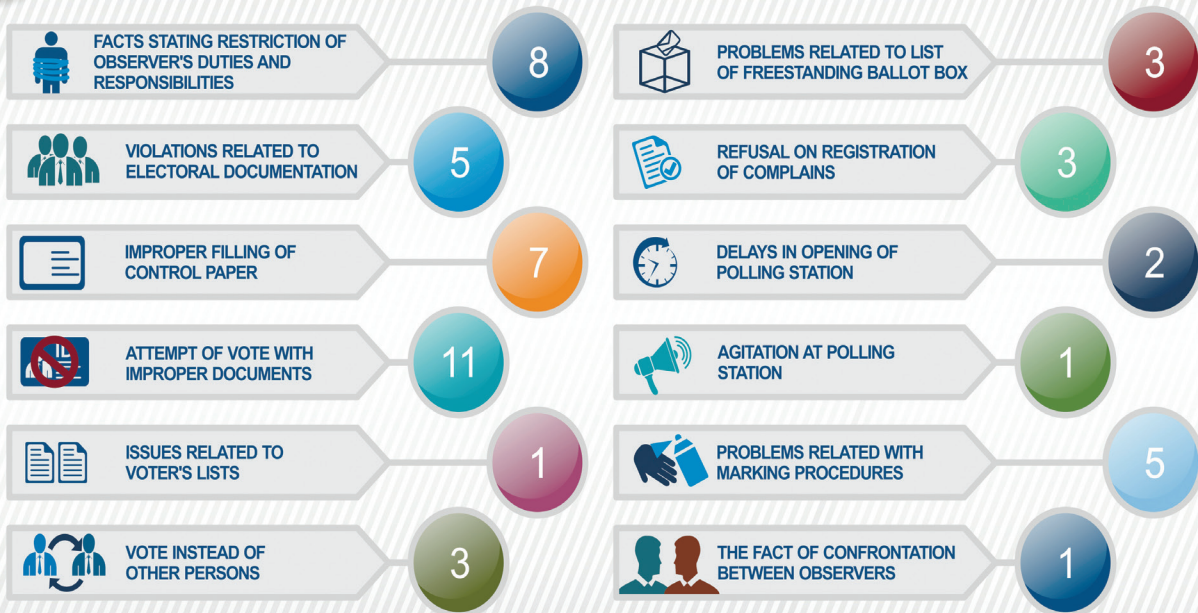 FACTS STATING RESTRICTION OF
OBSERVER'S DUTIES AND
RESPONSIBILITIES
8
VIOLATIONS RELATED TO
ELECTORAL DOCUMENTATION
5
IMPROPER FILLING OF
CONTROL PAPER
7
ID
ATTEMPT OF VOTE WITH
IMPROPER DOCUMENTS
11
ISSUES RELATED TO
VOTER'S LISTS
1
VOTE INSTEAD OF
OTHER PERSONS
3
PROBLEMS RELATED TO LIST
OF FREESTANDING BALLOT BOX
3
REFUSAL ON REGISTRATION
OF COMPLAINS
3
DELAYS IN OPENING OF
POLLING STATION
2
AGITATION AT POLLING
STATION
1
PROBLEMS RELATED WITH
MARKING PROCEDURES
5
THE FACT OF CONFRONTATION
BETWEEN OBSERVERS
1